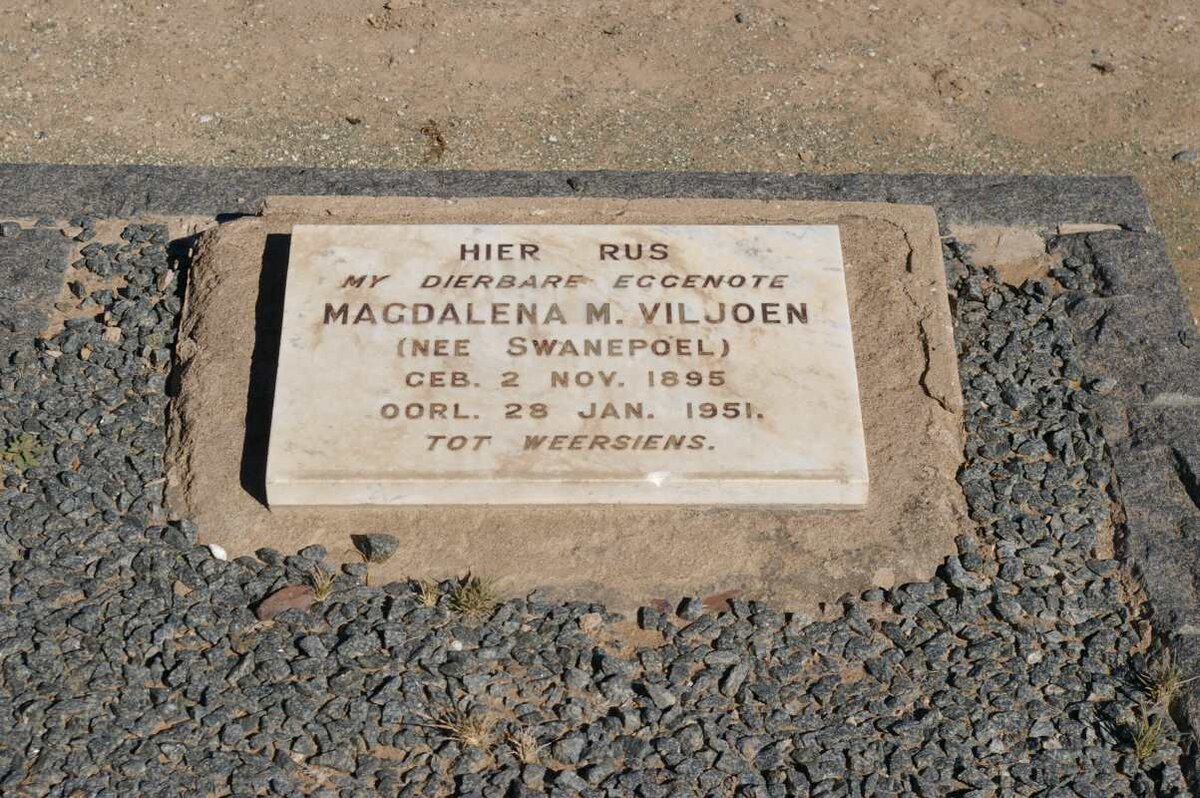 HIER RUS
MY DIERBARE EGGENOTE
MAGDALENA M. VILJOEN
(NEE SWANEPOEL)
GEB. 2 NOV. 1895
OORL. 28 JAN. 1951.
TOT WEERSIENS.